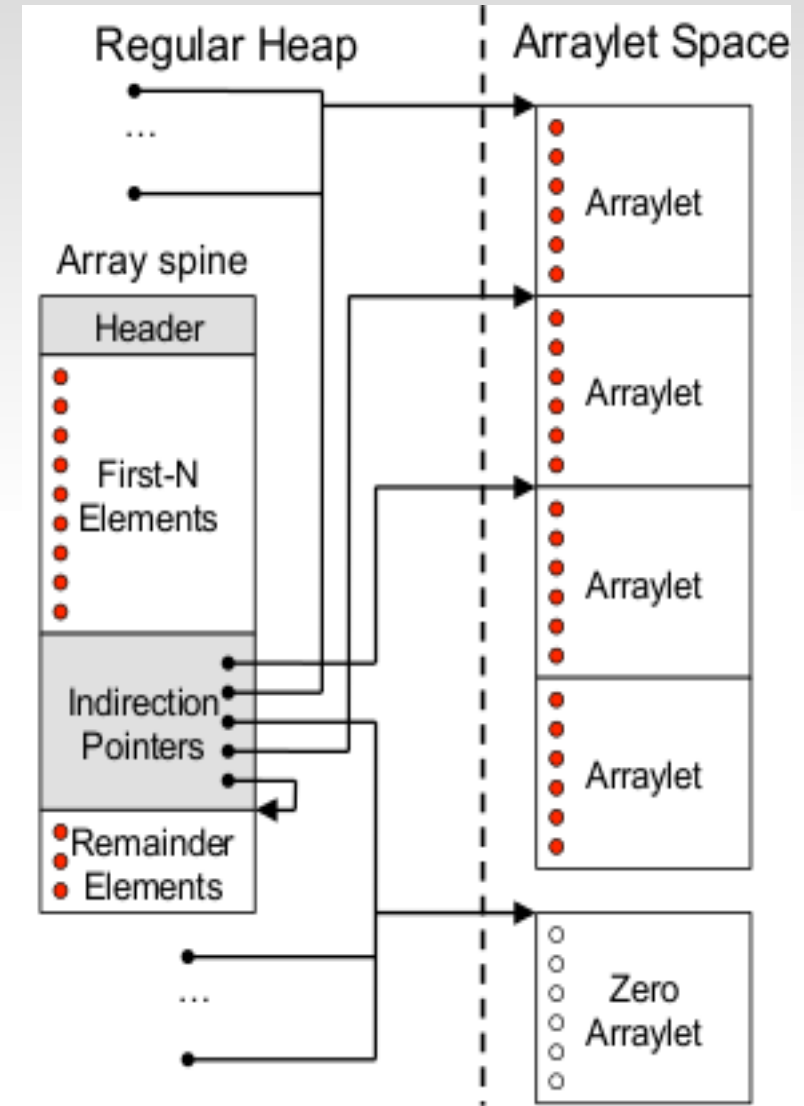 Regular Heap
Arraylet Space
...
Array spine
Header
First-N
Elements
Indirection
Pointers
Remainder
Elements
...
Arraylet
Arraylet
Arraylet
Arraylet
Zero
Arraylet